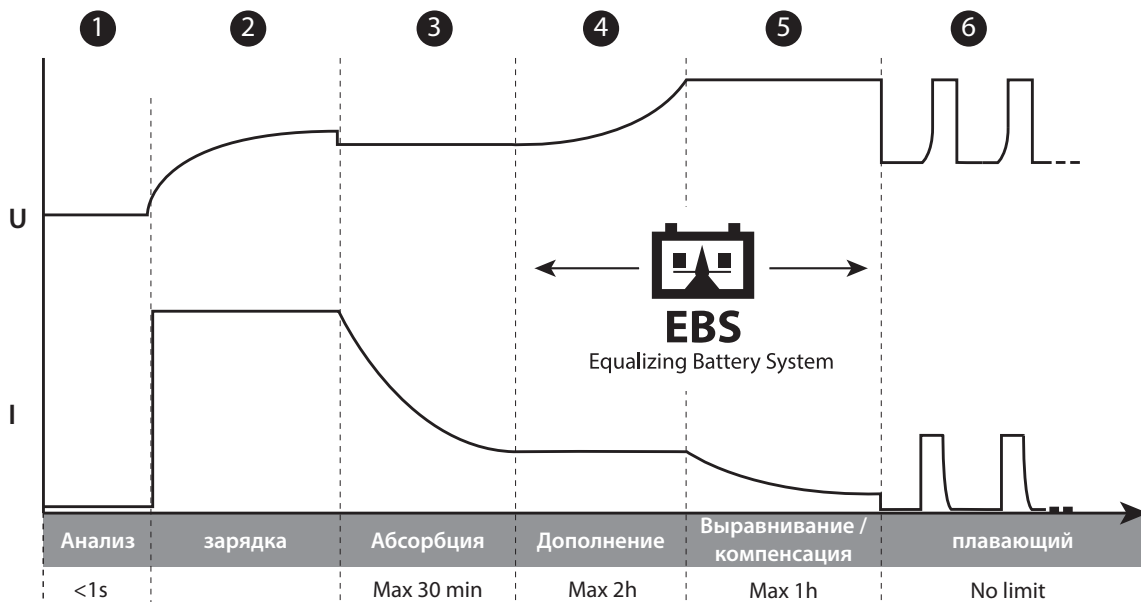 1 2 3 4 5 6
U
EBS
Equalizing Battery System
I
Анализ зарядка Абсорбция Дополнение Выравнивание / плавающий
компенсация
<1s Max 30 min Max 2h Max 1h No limit